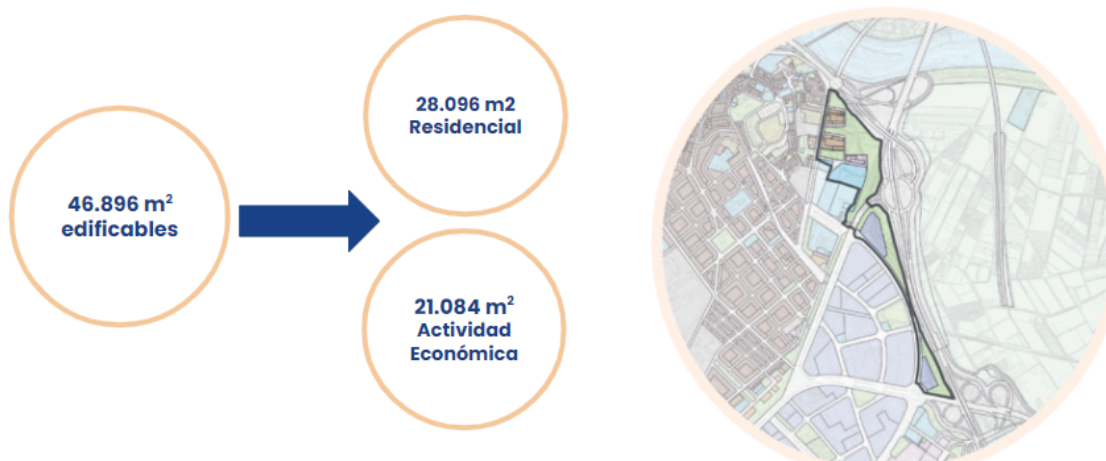 46.896 m²
edificables
28.096 m2
Residencial
21.084 m²
Actividad
Económica